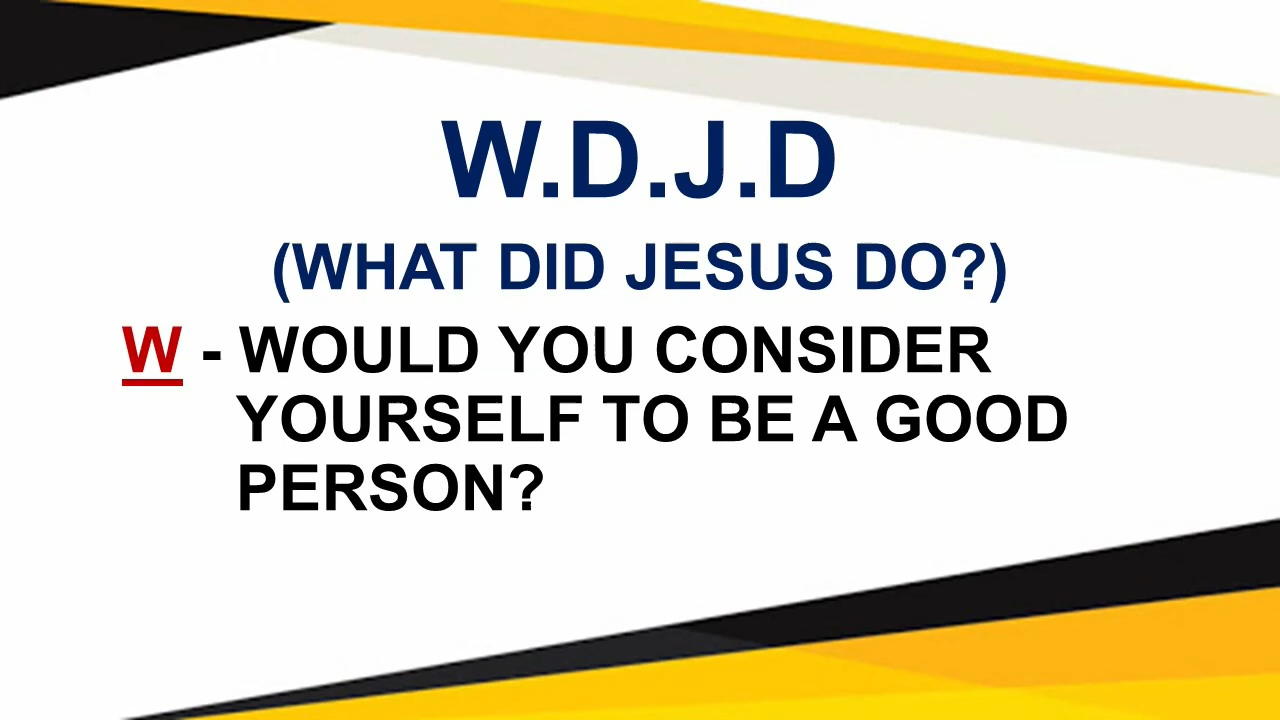 W.D.J.D
(WHAT DID JESUS DO?)
W - WOULD YOU CONSIDER
YOURSELF TO BE A GOOD
PERSON?